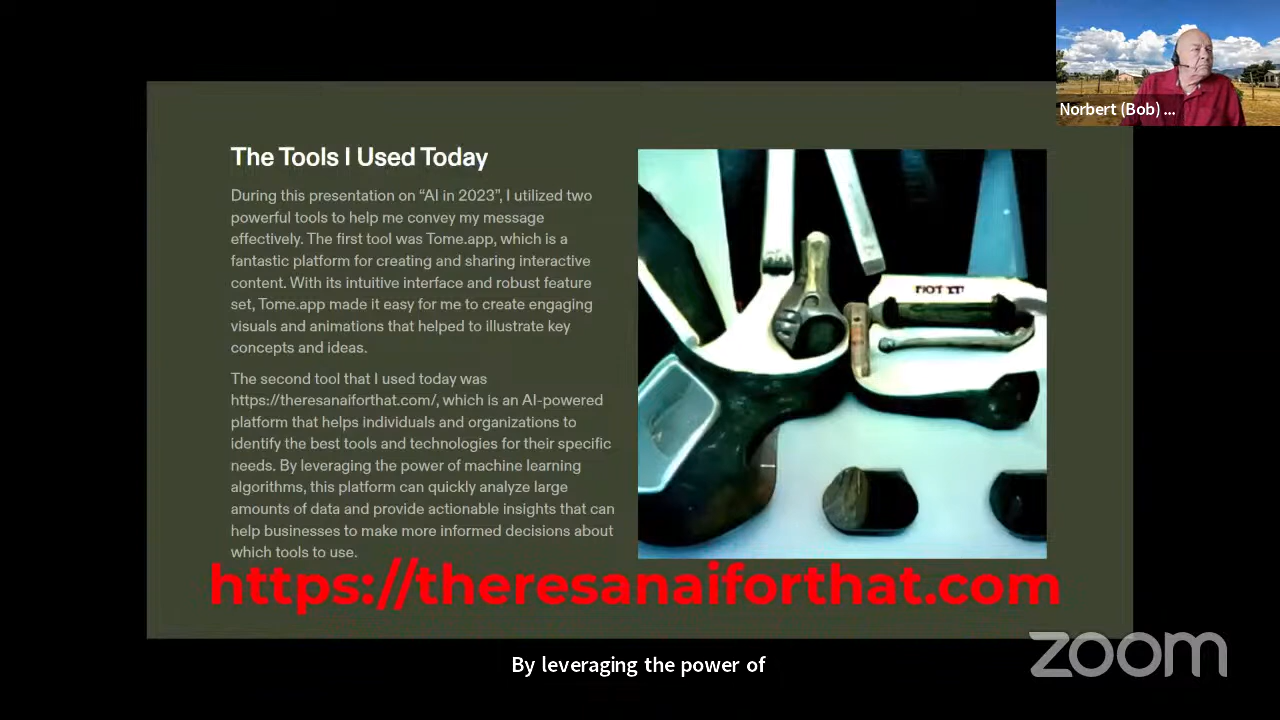 Norbert (Bob) ...
The Tools I Used Today
During this presentation on “AI in 2023”, I utilized two
powerful tools to help me convey my message
effectively. The first tool was Tome.app, which is a
fantastic platform for creating and sharing interactive
content. With its intuitive interface and robust feature
set, Tome.app made it easy for me to create engaging
visuals and animations that helped to illustrate key
concepts and ideas.
The second tool that I used today was
https://theresanaiforthat.com/, which is an AI-powered
platform that helps individuals and organizations to
identify the best tools and technologies for their specific
needs. By leveraging the power of machine learning
algorithms, this platform can quickly analyze large
amounts of data and provide actionable insights that can
help businesses to make more informed decisions about
which tools to use.
https://theresanaiforthat.com
By leveraging the power of
zoom